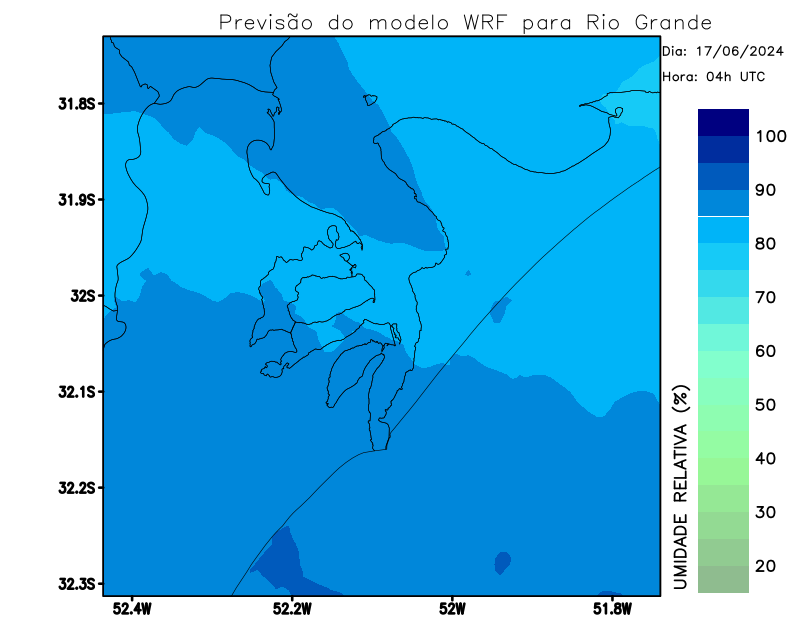 Previsão do modelo WRF para Rio Grande
Dia: 17/06/2024
Hora: 04h UTC
31.8S
31.9S
32S
32.1S
32.2S
32.3S
52.4W
52.2W
52W
51.8W
100
90
80
70
60
50
40
30
20
UMIDADE RELATIVA (%)